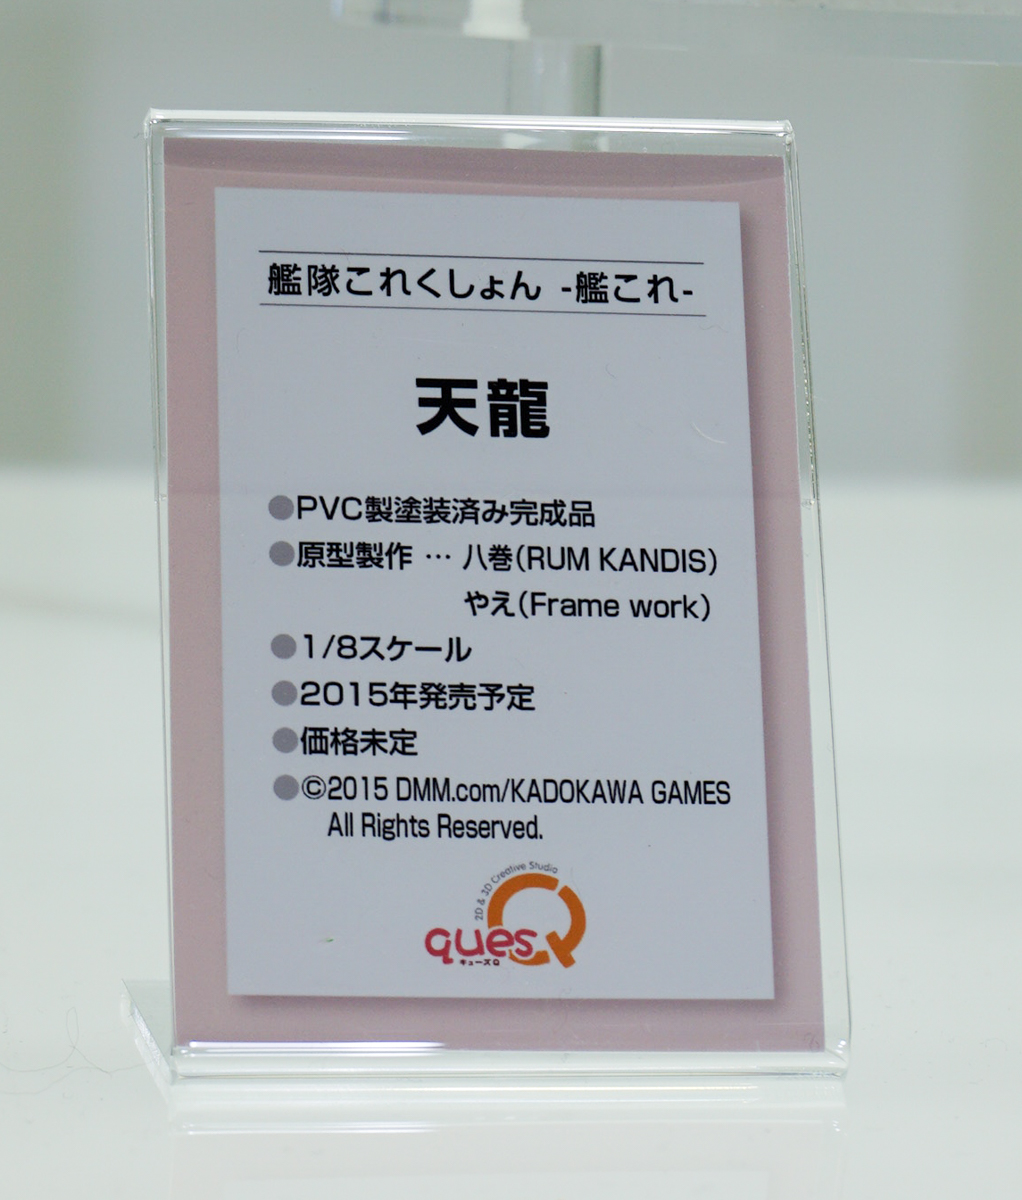 艦隊これくしょん -艦これ-
天龍
●PVC製塗装済み完成品
●原型製作 … 八巻(RUM KANDIS)
やえ(Frame work)
●1/8スケール
●2015年発売予定
●価格未定
●©2015 DMM.com/KADOKAWA GAMES
All Rights Reserved.
2D & 3D Creative Studio
quesQ
キューズQ